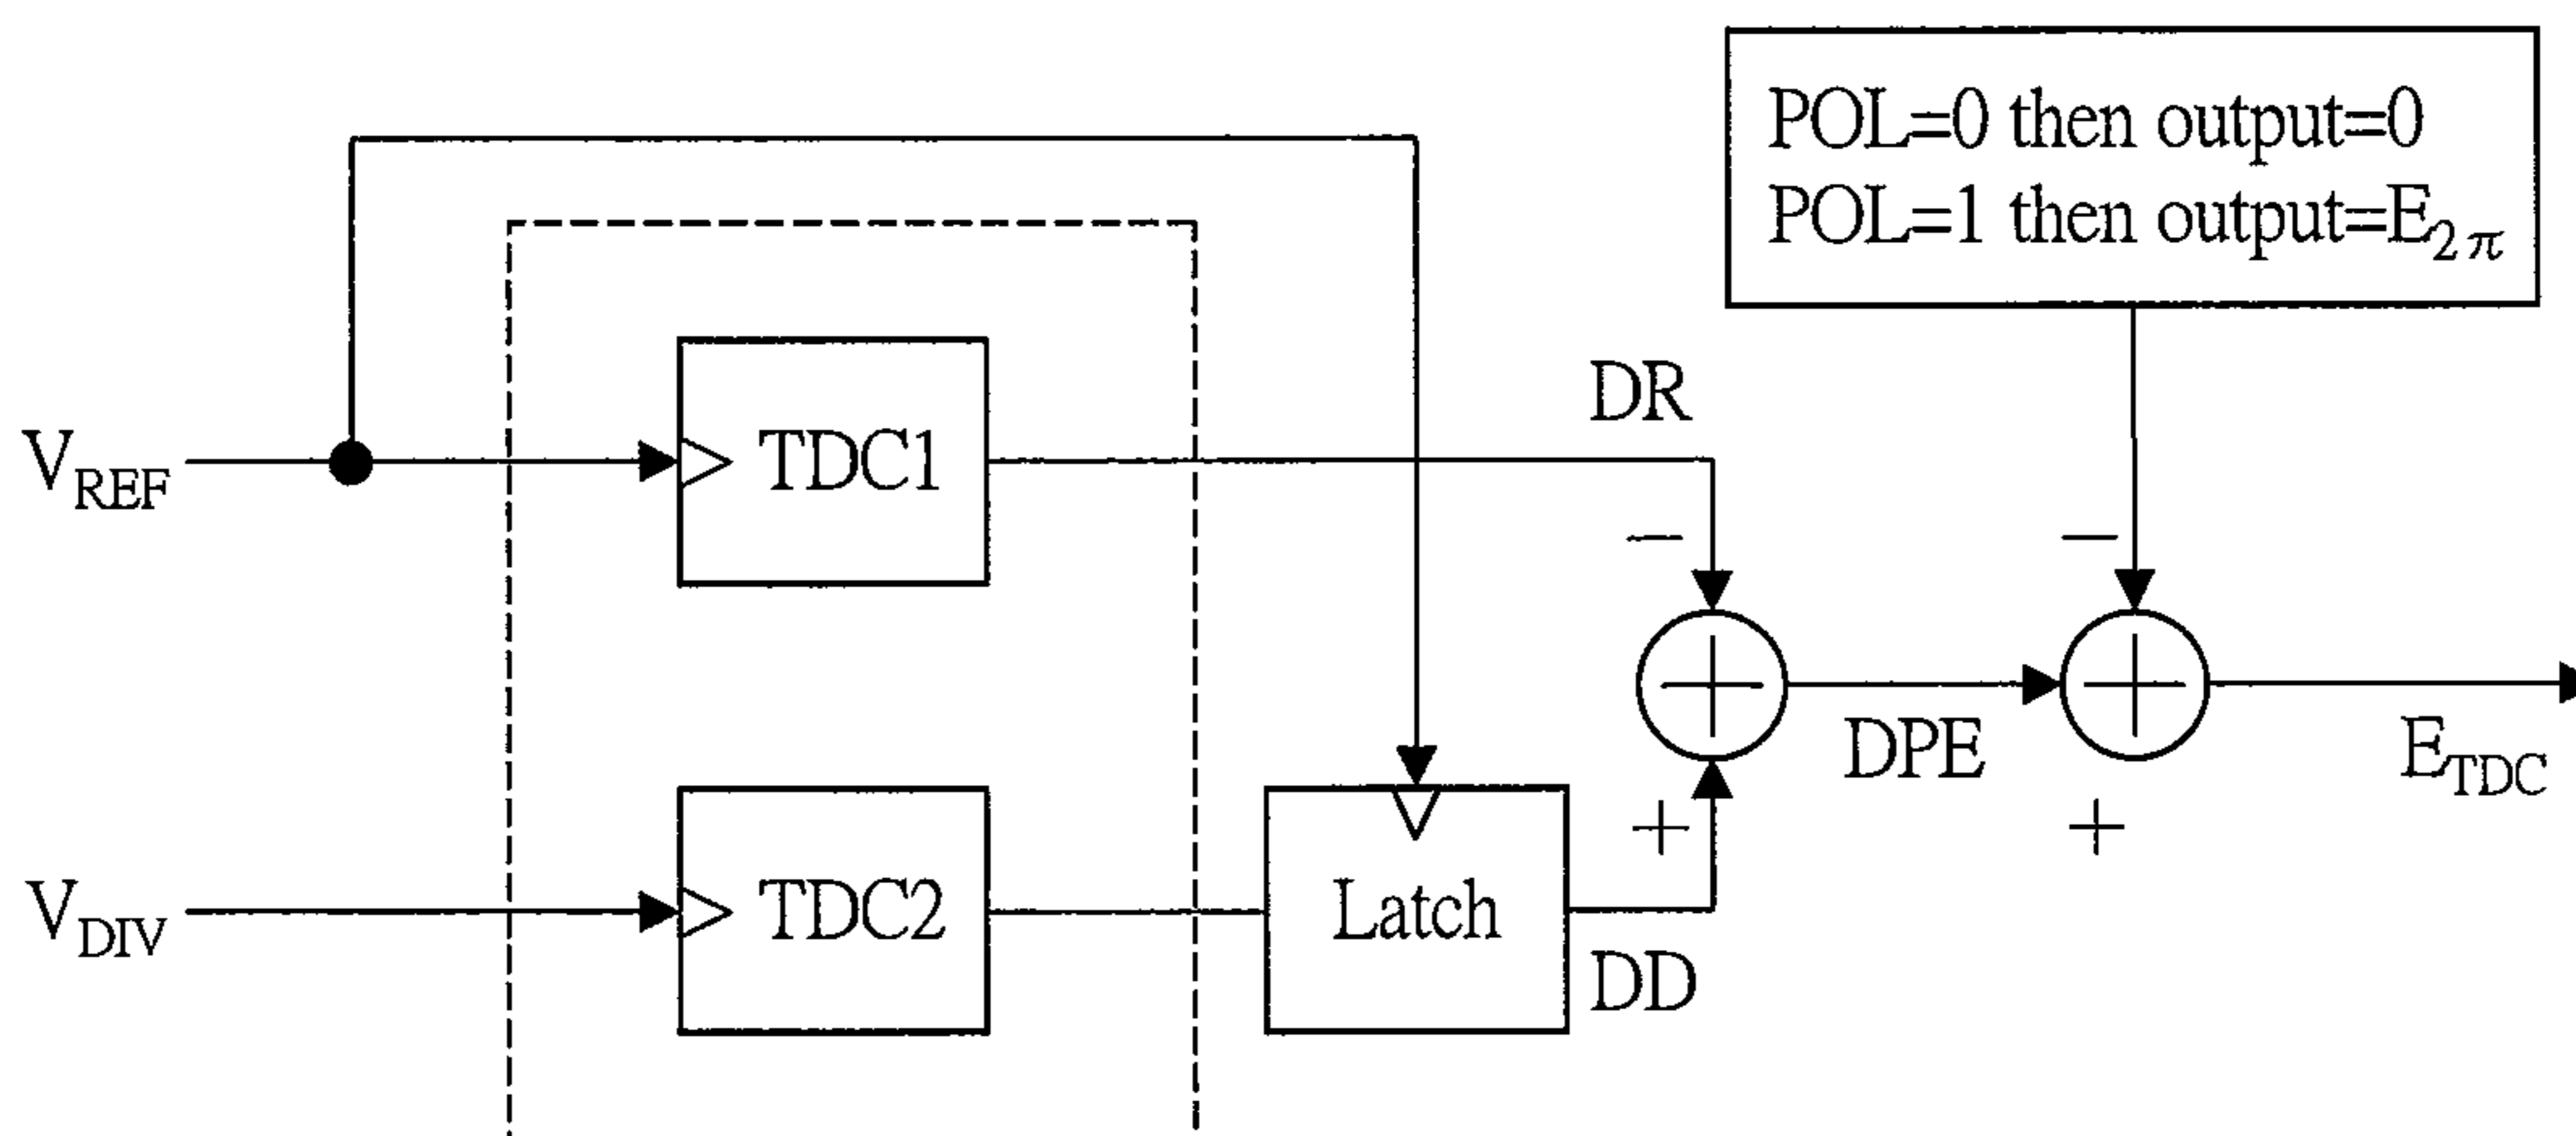 POL=0 then output=0
POL=1 then output=E2π
DR
VREF
TDC1
−
−
DPE
ETDC
+
+
VDIV
TDC2
Latch
DD